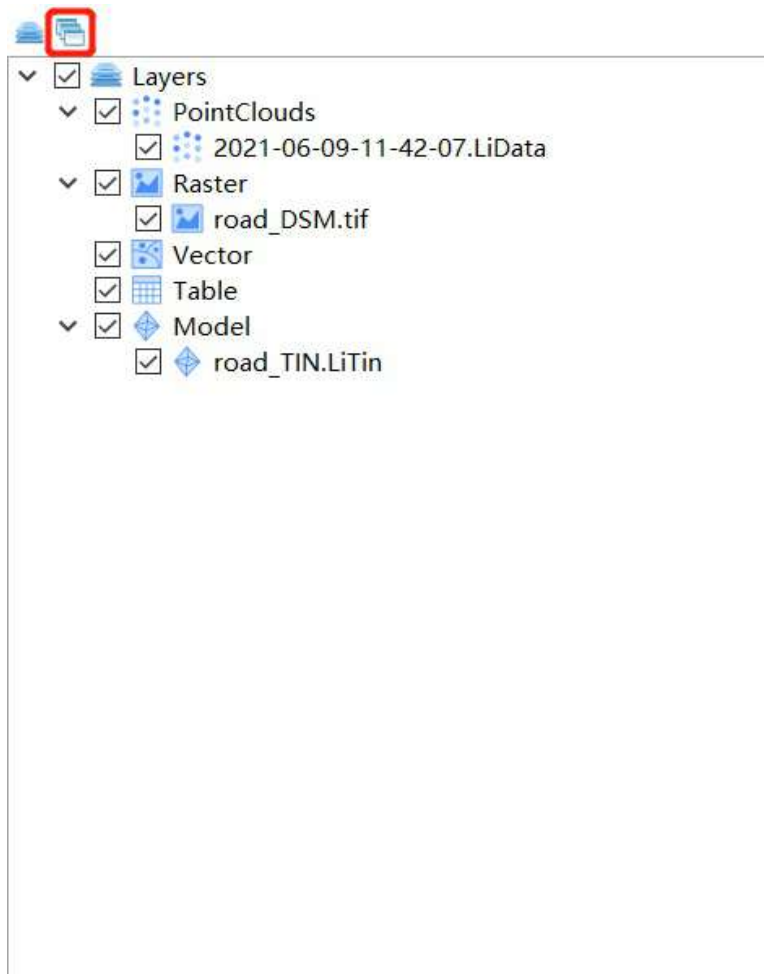 Layers
PointClouds
2021-06-09-11-42-07.LiData
Raster
road_DSM.tif
Vector
Table
Model
road_TIN.LiTin